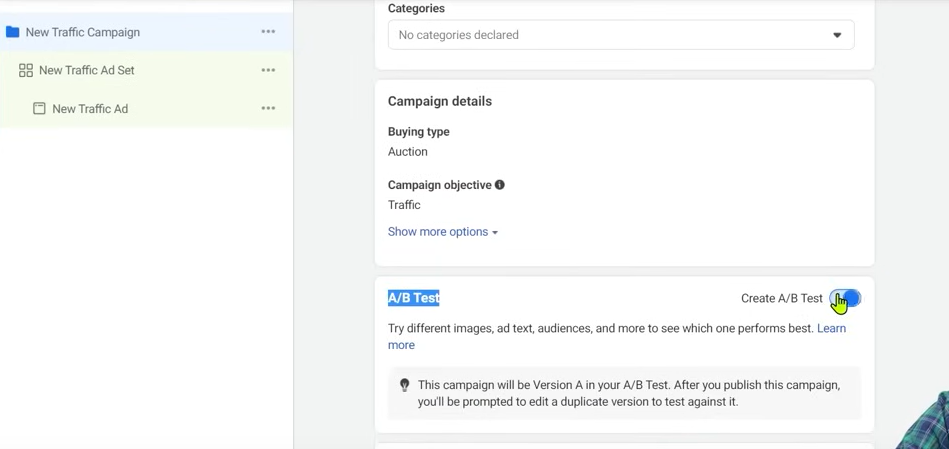 New Traffic Campaign
New Traffic Ad Set
New Traffic Ad
Categories
No categories declared
Campaign details
Buying type
Auction
Campaign objective
Traffic
Show more options
A/B Test
Create A/B Test
Try different images, ad text, audiences, and more to see which one performs best. Learn
more
This campaign will be Version A in your A/B Test. After you publish this campaign,
you'll be prompted to edit a duplicate version to test against it.